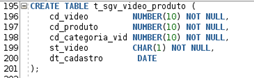 195 CREATE TABLE t_sgv_video_produto (
196 cd_video NUMBER(10) NOT NULL,
197 cd_produto NUMBER(10) NOT NULL,
198 cd_categoria_vid NUMBER(10) NOT NULL,
199 st_video CHAR(1) NOT NULL,
200 dt_cadastro DATE
201 );